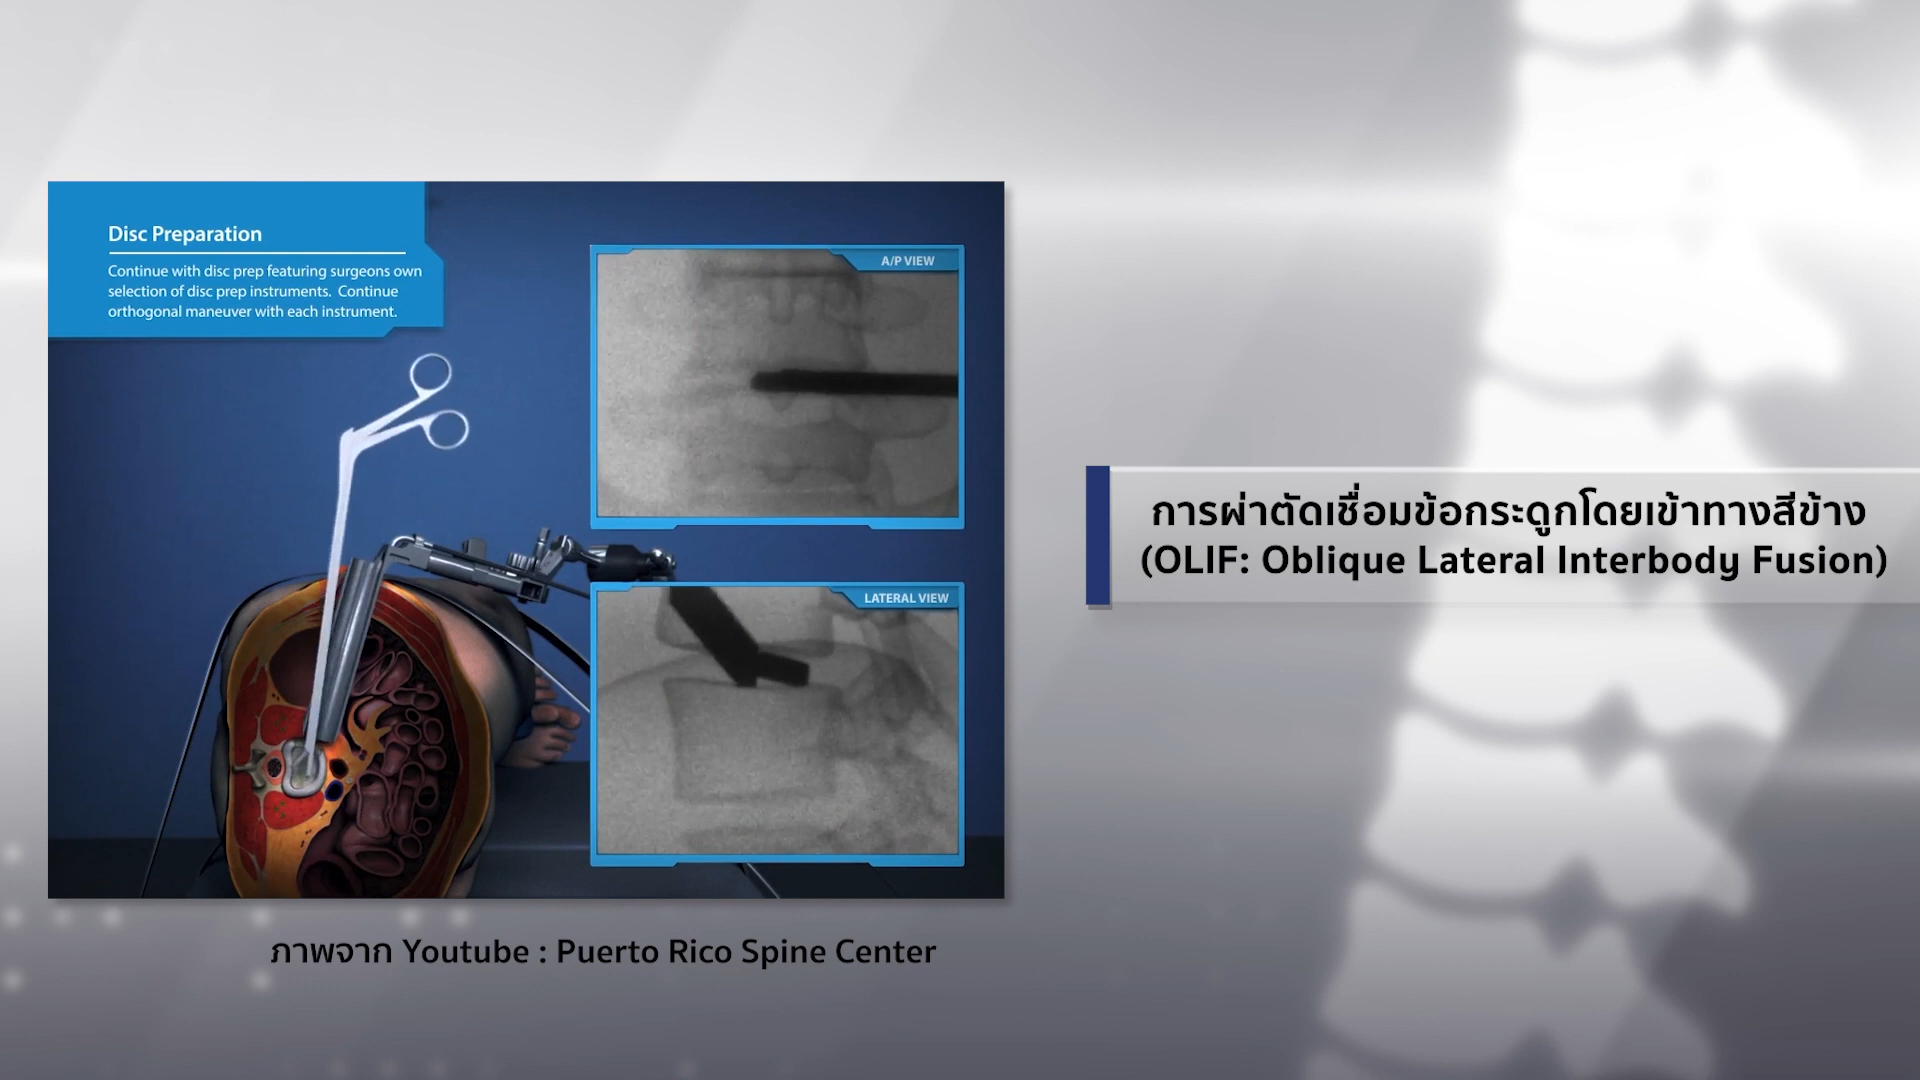 Disc Preparation
Continue with disc prep featuring surgeons own
selection of disc prep instruments. Continue
orthogonal maneuver with each instrument.
A/P VIEW
LATERAL VIEW
การผ่าตัดเชื่อมข้อกระดูกโดยเข้าทางสีข้าง
(OLIF: Oblique Lateral Interbody Fusion)
ภาพจาก Youtube : Puerto Rico Spine Center